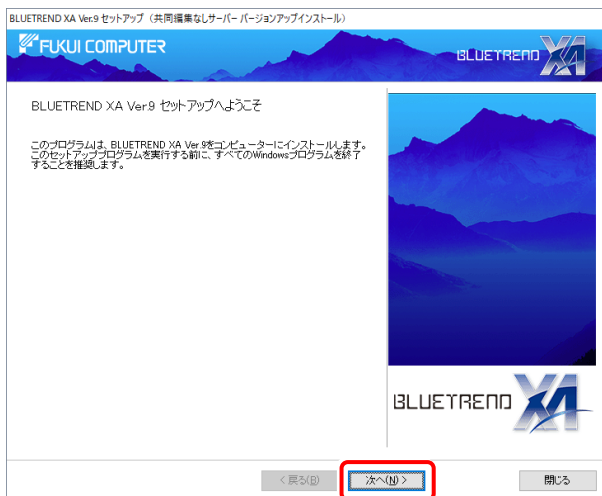 BLUETREND XA Ver.9 セットアップ（共同編集なしサーバー バージョンアップインストール）
FUKUI COMPUTER
BLUETREND XA
BLUETREND XA Ver.9 セットアップへようこそ
このプログラムは、BLUETREND XA Ver.9をコンピューターにインストールします。
このセットアッププログラムを実行する前に、すべてのWindowsプログラムを終了
することを推奨します。
BLUETREND XA
< 戻る(B)
次へ(N) >
閉じる